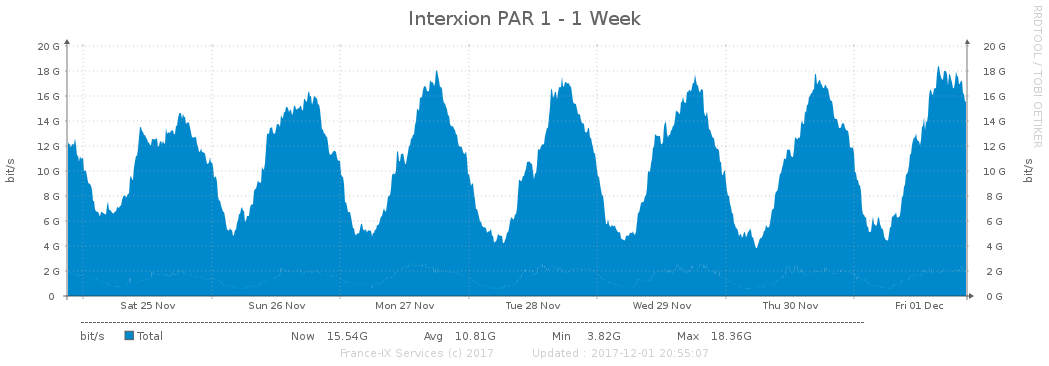 Interxion PAR 1 - 1 Week
RRDTOOL / TOBI OETIKER
bit/s
bit/s
20 G 20 G
18 G 18 G
16 G 16 G
14 G 14 G
12 G 12 G
10 G 10 G
8 G 8 G
6 G 6 G
4 G 4 G
2 G 2 G
0 0 G
Sat 25 Nov Sun 26 Nov Mon 27 Nov Tue 28 Nov Wed 29 Nov Thu 30 Nov Fri 01 Dec
bit/s Total Now 15.54G Avg 10.81G Min 3.82G Max 18.36G
France-IX Services (c) 2017 Updated : 2017-12-01 20:55:07